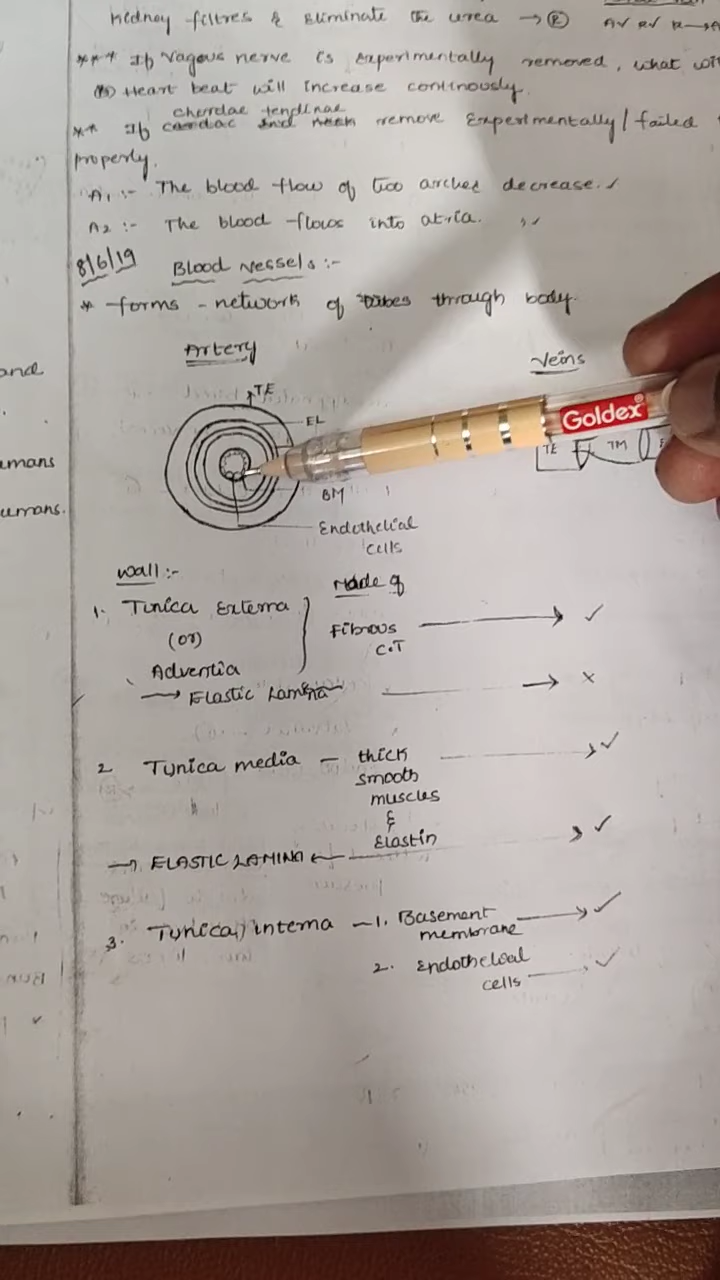 kidney filtres & Eliminate the urea → (R)
*** If Vagous nerve is experimentally removed, what
Heart beat will increase continously.
chordae tendinae
** If remove Experimentally/failed
properly.
A1 :- The blood flow of two arches decrease. ✓
A2 :- The blood flows into atria.
8/6/19 Blood vessels :-
* forms - network of tubes through body.
and
Artery
Veins
TE
EL
Goldex
TE TM
BM
umans
umans.
Endothelial
cells
Wall :- Made of
1. Tunica Externa
(or)
Fibrous → ✓
C.T
Adventia
→ Elastic Lamina → x
2. Tunica media - thick → ✓
smooth
muscles
&
Elastin
→ ELASTIC LAMINA ← → ✓
3. Tunica interna - 1. Basement → ✓
membrane
2. Endotheloal
cells → ✓